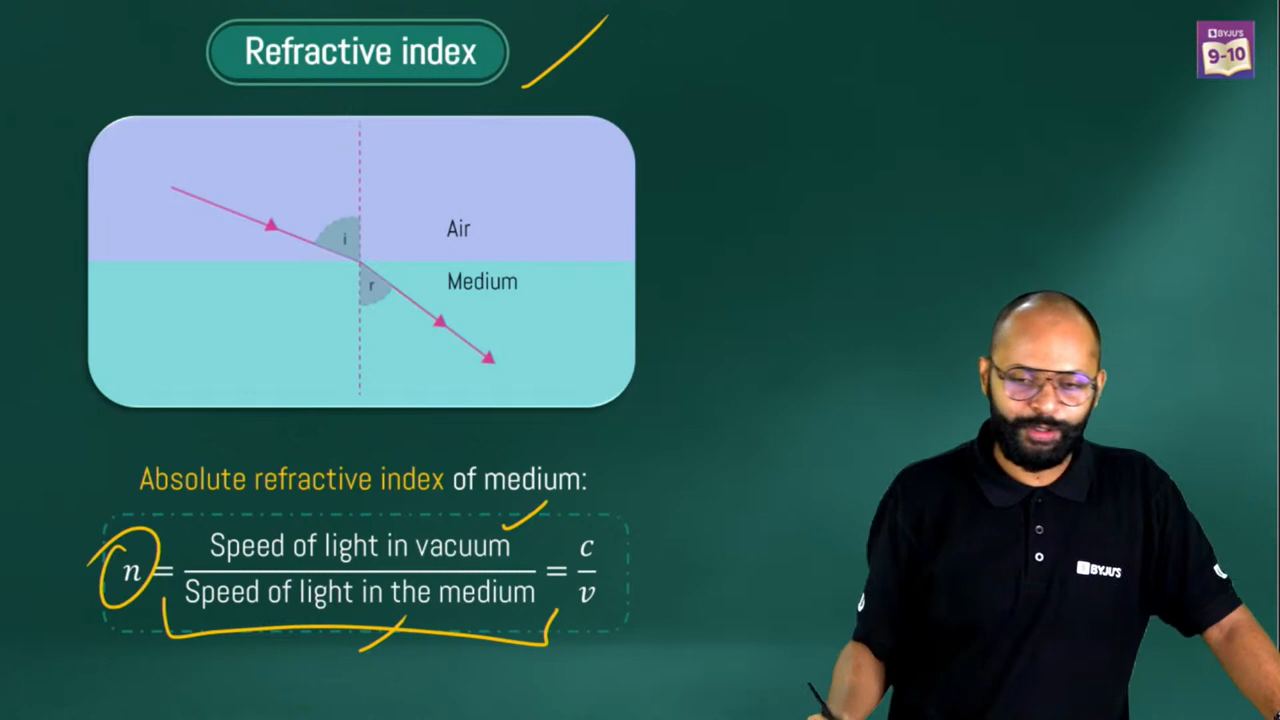 Refractive index
BYJU'S
9-10
i
Air
r
Medium
Absolute refractive index of medium:
n = Speed of light in vacuum / Speed of light in the medium = c / v
BYJU'S